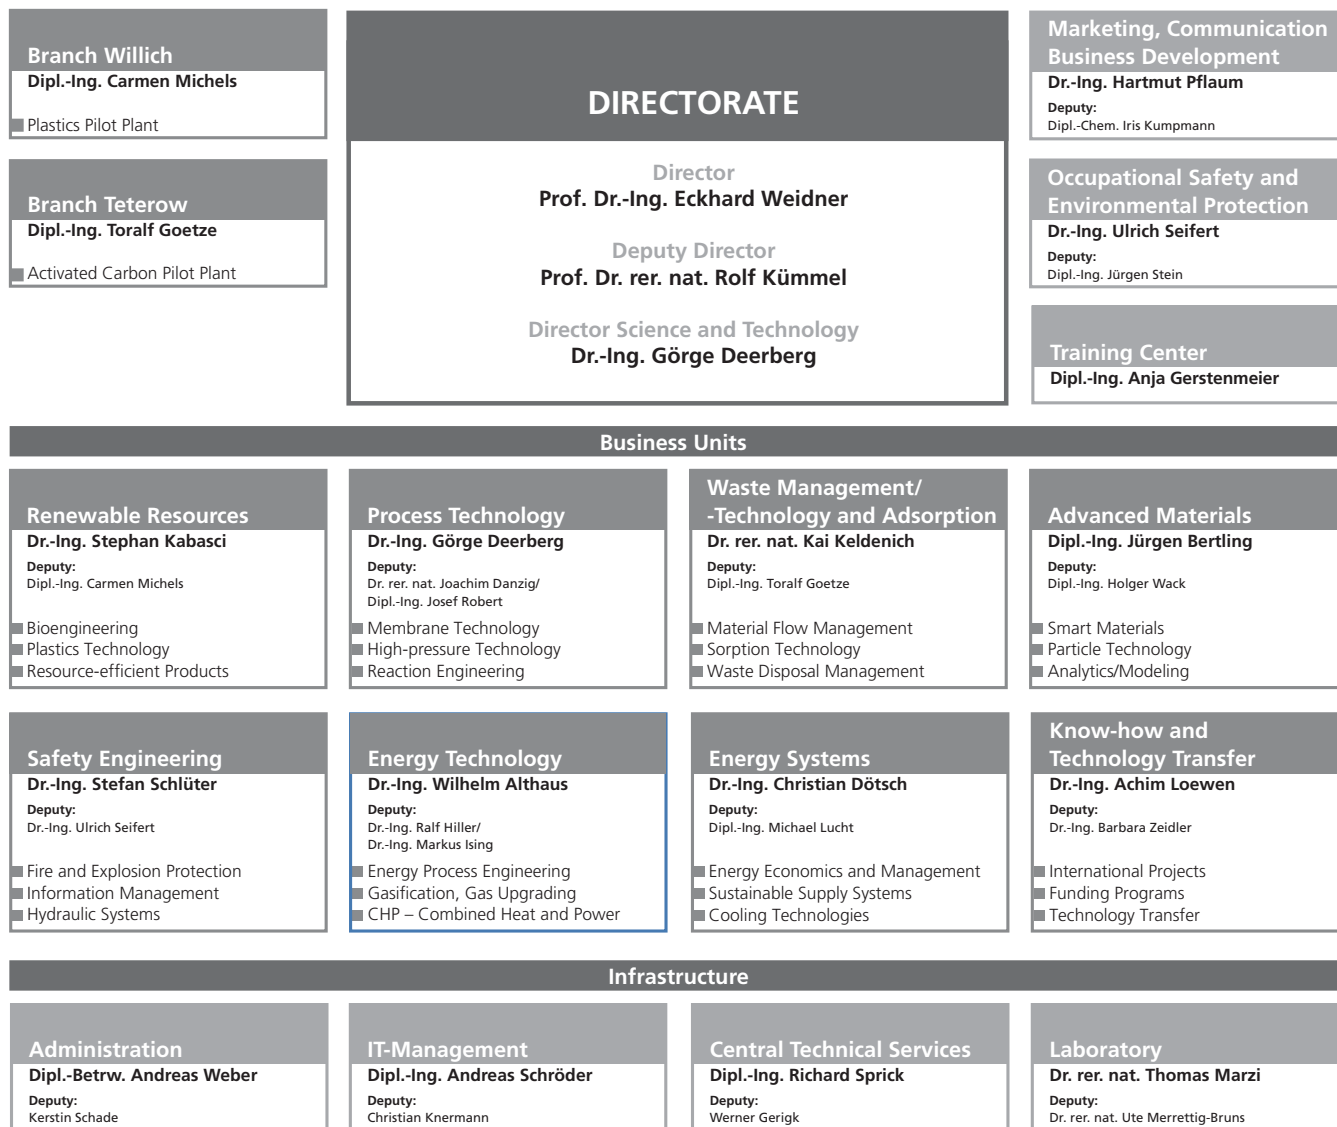 Branch Willich
Dipl.-Ing. Carmen Michels
Plastics Pilot Plant
Branch Teterow
Dipl.-Ing. Toralf Goetze
Activated Carbon Pilot Plant
DIRECTORATE
Director
Prof. Dr.-Ing. Eckhard Weidner
Deputy Director
Prof. Dr. rer. nat. Rolf Kümmel
Director Science and Technology
Dr.-Ing. Görge Deerberg
Marketing, Communication
Business Development
Dr.-Ing. Hartmut Pflaum
Deputy:
Dipl.-Chem. Iris Kumpmann
Occupational Safety and
Environmental Protection
Dr.-Ing. Ulrich Seifert
Deputy:
Dipl.-Ing. Jürgen Stein
Training Center
Dipl.-Ing. Anja Gerstenmeier
Business Units
Renewable Resources
Dr.-Ing. Stephan Kabasci
Deputy:
Dipl.-Ing. Carmen Michels
Bioengineering
Plastics Technology
Resource-efficient Products
Process Technology
Dr.-Ing. Görge Deerberg
Deputy:
Dr. rer. nat. Joachim Danzig/
Dipl.-Ing. Josef Robert
Membrane Technology
High-pressure Technology
Reaction Engineering
Waste Management/
-Technology and Adsorption
Dr. rer. nat. Kai Keldenich
Deputy:
Dipl.-Ing. Toralf Goetze
Material Flow Management
Sorption Technology
Waste Disposal Management
Advanced Materials
Dipl.-Ing. Jürgen Bertling
Deputy:
Dipl.-Ing. Holger Wack
Smart Materials
Particle Technology
Analytics/Modeling
Safety Engineering
Dr.-Ing. Stefan Schlüter
Deputy:
Dr.-Ing. Ulrich Seifert
Fire and Explosion Protection
Information Management
Hydraulic Systems
Energy Technology
Dr.-Ing. Wilhelm Althaus
Deputy:
Dr.-Ing. Ralf Hiller/
Dr.-Ing. Markus Ising
Energy Process Engineering
Gasification, Gas Upgrading
CHP – Combined Heat and Power
Energy Systems
Dr.-Ing. Christian Dötsch
Deputy:
Dipl.-Ing. Michael Lucht
Energy Economics and Management
Sustainable Supply Systems
Cooling Technologies
Know-how and
Technology Transfer
Dr.-Ing. Achim Loewen
Deputy:
Dr.-Ing. Barbara Zeidler
International Projects
Funding Programs
Technology Transfer
Infrastructure
Administration
Dipl.-Betrw. Andreas Weber
Deputy:
Kerstin Schade
IT-Management
Dipl.-Ing. Andreas Schröder
Deputy:
Christian Knermann
Central Technical Services
Dipl.-Ing. Richard Sprick
Deputy:
Werner Gerigk
Laboratory
Dr. rer. nat. Thomas Marzi
Deputy:
Dr. rer. nat. Ute Merrettig-Bruns